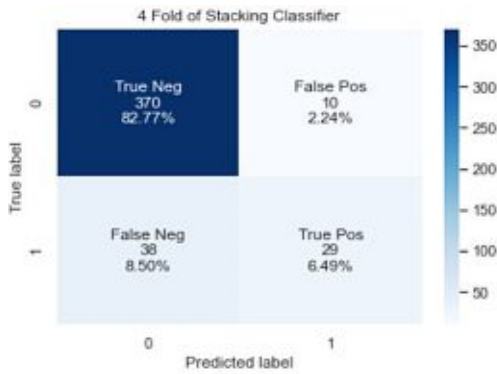 4 Fold of Stacking Classifier
True Neg
370
82.77%
False Pos
10
2.24%
False Neg
38
8.50%
True Pos
29
6.49%
0
1
True label
0
1
Predicted label
350
300
250
200
150
100
50